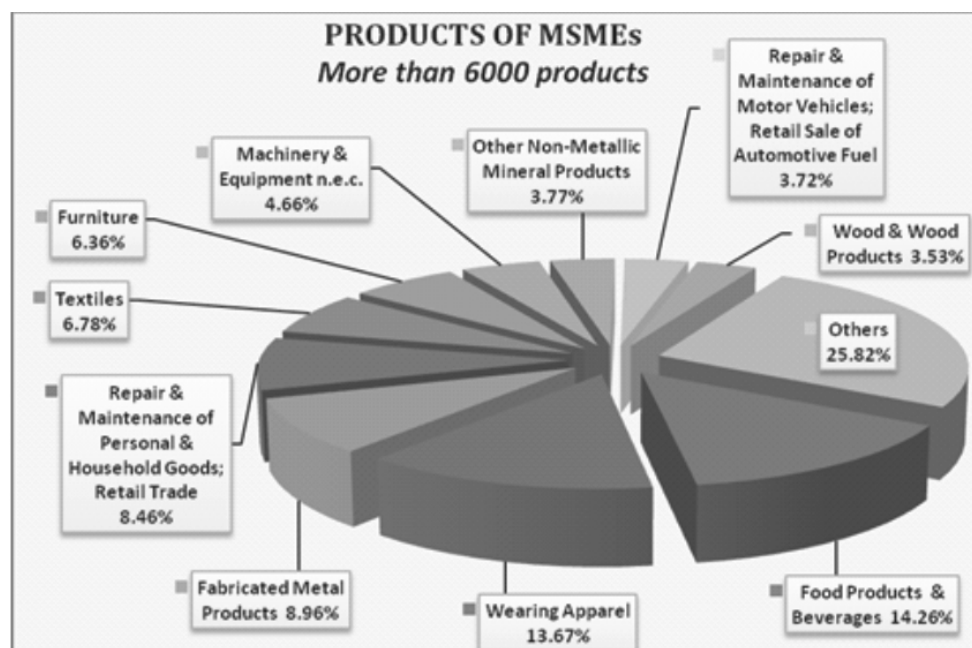 PRODUCTS OF MSMEs
More than 6000 products
Repair &
Maintenance of
Motor Vehicles;
Retail Sale of
Automotive Fuel
3.72%
Other Non-Metallic
Mineral Products
3.77%
Machinery &
Equipment n.e.c.
4.66%
Furniture
6.36%
Wood & Wood
Products 3.53%
Textiles
6.78%
Others
25.82%
Repair &
Maintenance of
Personal &
Household Goods;
Retail Trade
8.46%
Fabricated Metal
Products 8.96%
Wearing Apparel
13.67%
Food Products &
Beverages 14.26%